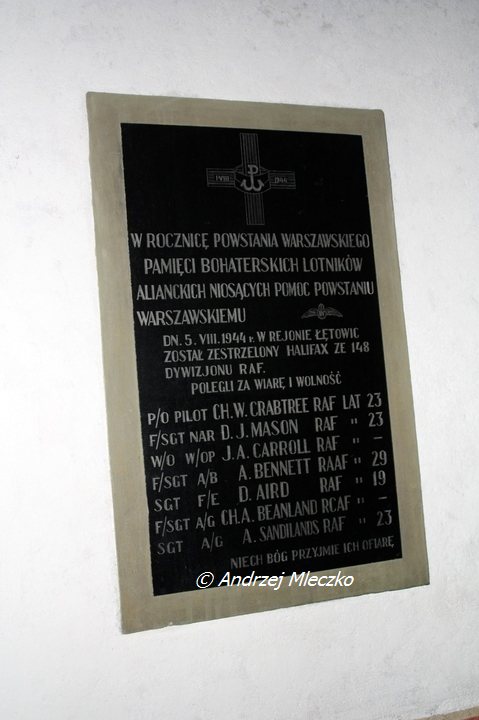 1 VIII 1944
W ROCZNICĘ POWSTANIA WARSZAWSKIEGO
PAMIĘCI BOHATERSKICH LOTNIKÓW
ALIANCKICH NIOSĄCYCH POMOC POWSTANIU
WARSZAWSKIEMU
DN. 5. VIII. 1944 r. W REJONIE ŁĘTOWIC
ZOSTAŁ ZESTRZELONY HALIFAX ZE 148
DYWIZJONU RAF.
POLEGLI ZA WIARĘ I WOLNOŚĆ
P/O PILOT CH.W. CRABTREE RAF LAT 23
F/SGT NAR D. J. MASON RAF " 23
W/O W/OP J.A. CARROLL RAF " –
F/SGT A/B A. BENNETT RAAF " 29
SGT F/E D. AIRD RAF " 19
F/SGT A/G CH.A. BEANLAND RCAF " –
SGT A/G A. SANDILANDS RAF " 23
NIECH BÓG PRZYJMIE ICH OFIARĘ
© Andrzej Mleczko